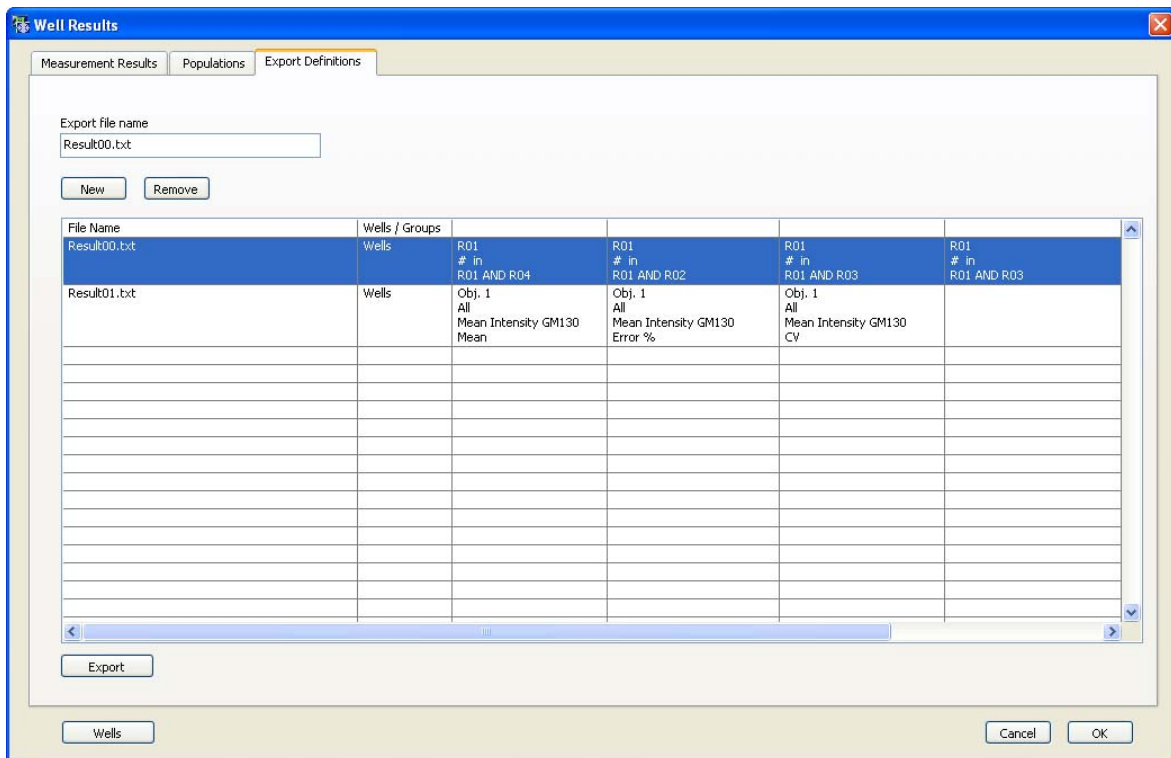 Well Results
Measurement Results Populations Export Definitions
Export file name
Result00.txt
New Remove
File Name Wells / Groups
Result00.txt Wells R01 R01 R01 R01
# in # in # in # in
R01 AND R04 R01 AND R02 R01 AND R03 R01 AND R03
Result01.txt Wells Obj. 1 Obj. 1 Obj. 1
All All All
Mean Intensity GM130 Mean Intensity GM130 Mean Intensity GM130
Mean Error % CV
Export
Wells Cancel OK